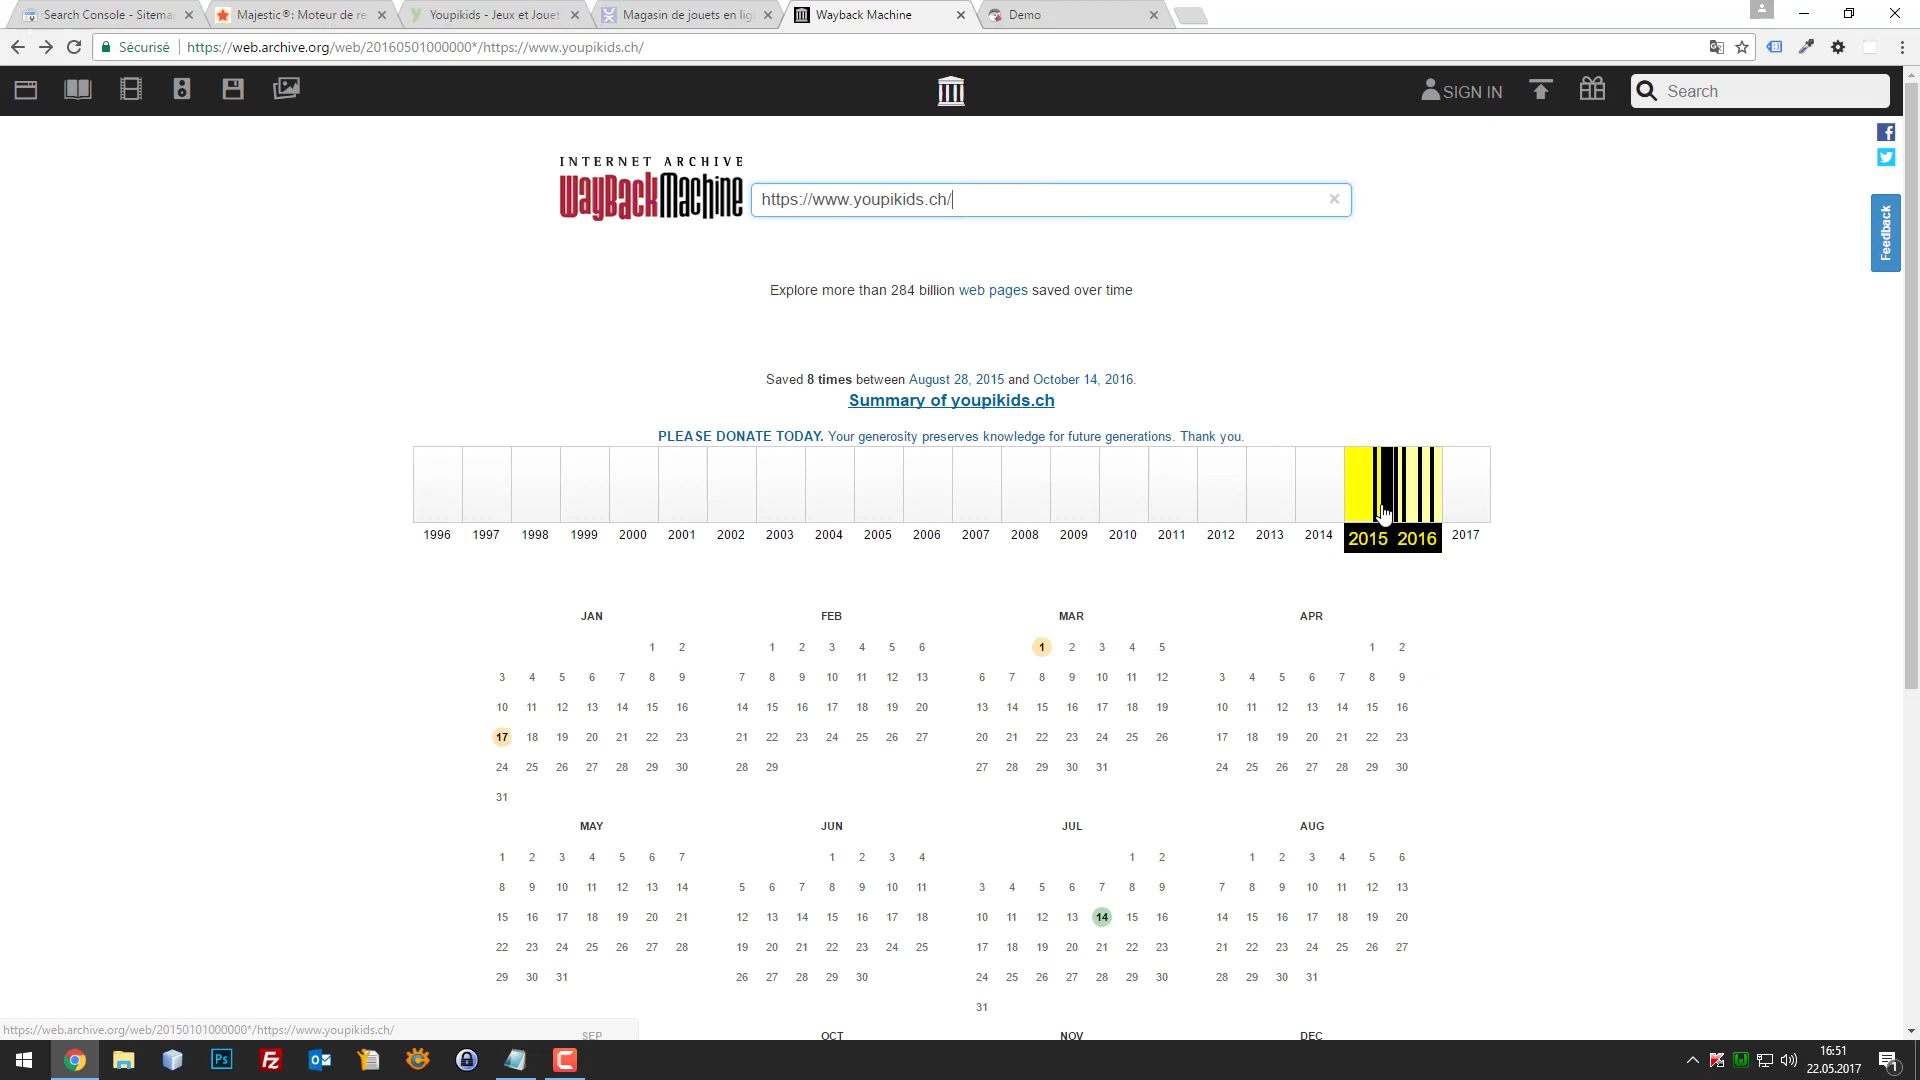 Search Console - Sitema
Majestic®: Moteur de re
Youpikids - Jeux et Jouet
Magasin de jouets en lig
Wayback Machine
Demo
Sécurisé https://web.archive.org/web/20160501000000*/https://www.youpikids.ch/
SIGN IN
Search
INTERNET ARCHIVE
WayBackMachine
https://www.youpikids.ch/
Feedback
Explore more than 284 billion web pages saved over time
Saved 8 times between August 28, 2015 and October 14, 2016.
Summary of youpikids.ch
PLEASE DONATE TODAY. Your generosity preserves knowledge for future generations. Thank you.
1996 1997 1998 1999 2000 2001 2002 2003 2004 2005 2006 2007 2008 2009 2010 2011 2012 2013 2014 2015 2016 2017
JAN FEB MAR APR
1 2 1 2 3 4 5 6 1 2 3 4 5 1 2
3 4 5 6 7 8 9 7 8 9 10 11 12 13 6 7 8 9 10 11 12 3 4 5 6 7 8 9
10 11 12 13 14 15 16 14 15 16 17 18 19 20 13 14 15 16 17 18 19 10 11 12 13 14 15 16
17 18 19 20 21 22 23 21 22 23 24 25 26 27 20 21 22 23 24 25 26 17 18 19 20 21 22 23
24 25 26 27 28 29 30 28 29 27 28 29 30 31 24 25 26 27 28 29 30
31
MAY JUN JUL AUG
1 2 3 4 5 6 7 1 2 3 4 1 2 1 2 3 4 5 6
8 9 10 11 12 13 14 5 6 7 8 9 10 11 3 4 5 6 7 8 9 7 8 9 10 11 12 13
15 16 17 18 19 20 21 12 13 14 15 16 17 18 10 11 12 13 14 15 16 14 15 16 17 18 19 20
22 23 24 25 26 27 28 19 20 21 22 23 24 25 17 18 19 20 21 22 23 21 22 23 24 25 26 27
29 30 31 26 27 28 29 30 24 25 26 27 28 29 30 28 29 30 31
31
https://web.archive.org/web/20150101000000*/https://www.youpikids.ch/
SEP OCT NOV DEC
16:51
22.05.2017